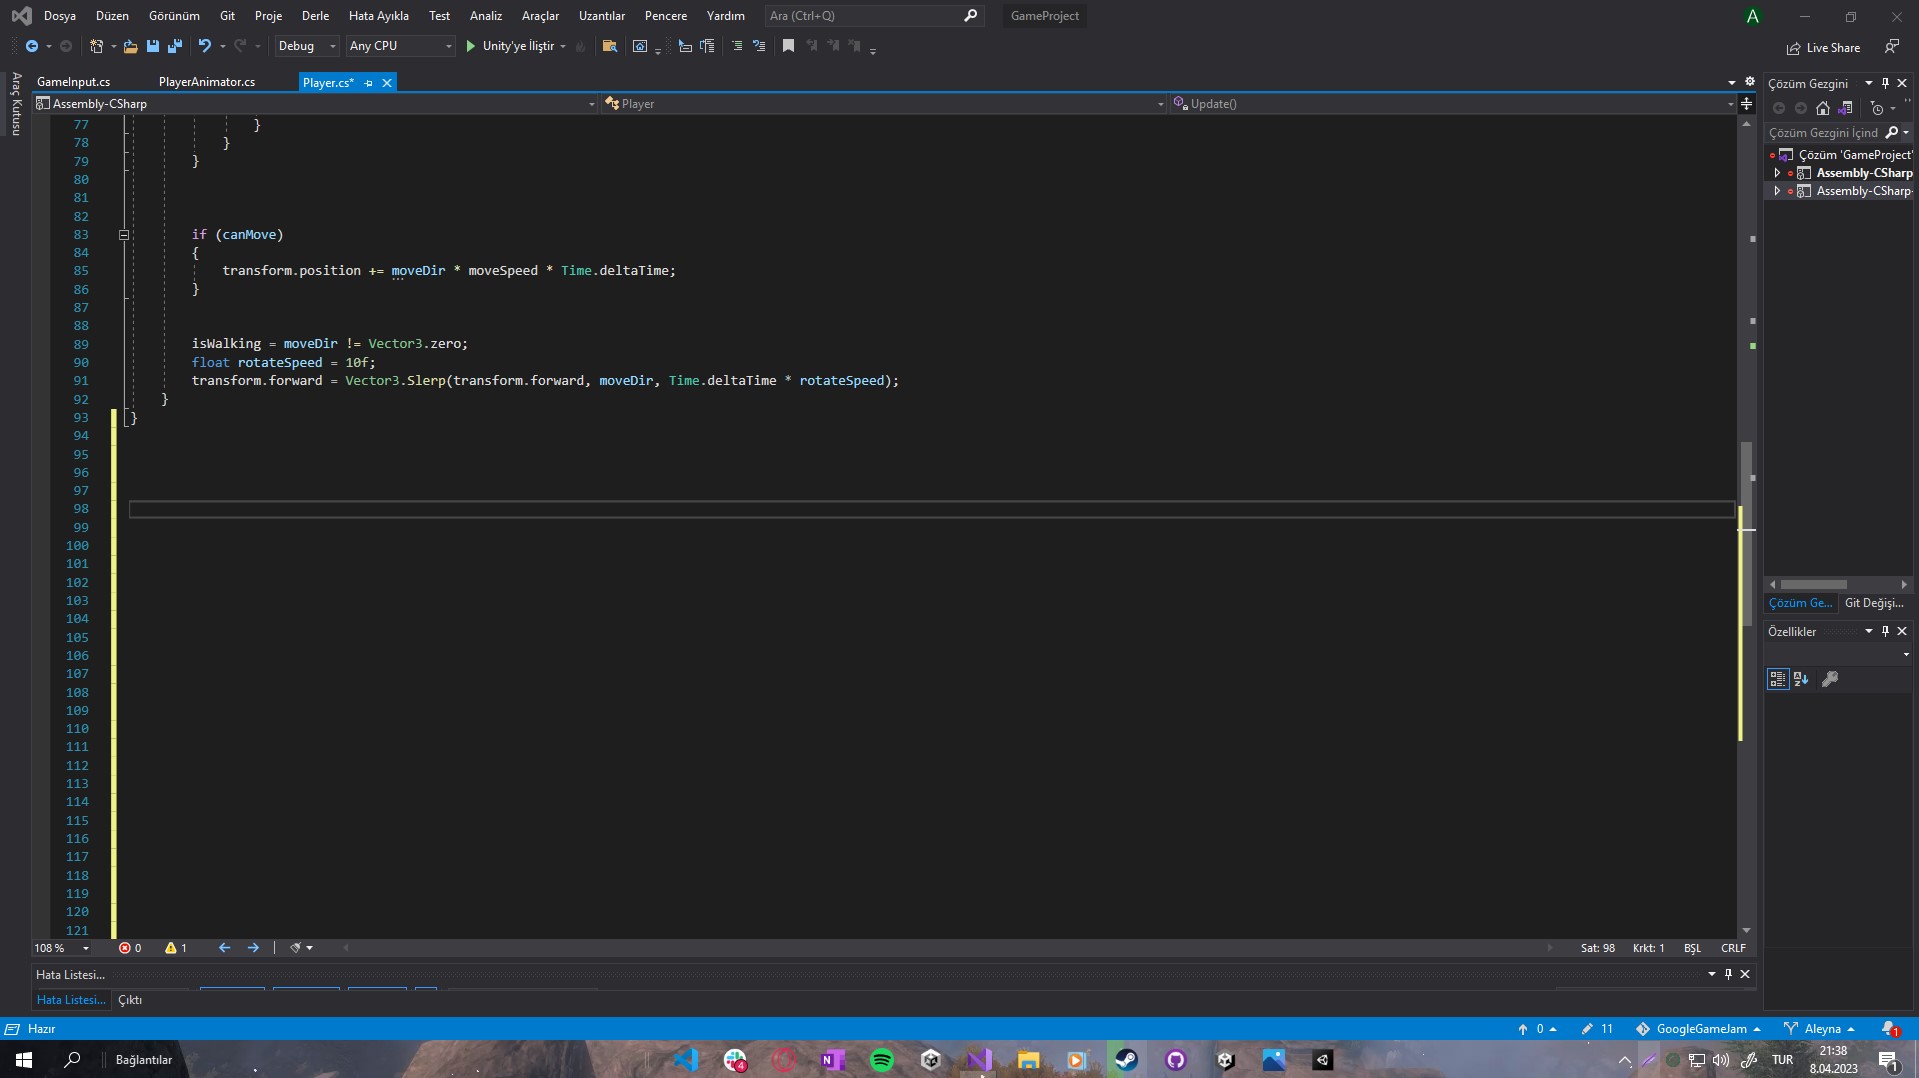 Dosya Düzen Görünüm Git Proje Derle Hata Ayıkla Test Analiz Araçlar Uzantılar Pencere Yardım Ara (Ctrl+Q) GameProject A
Debug Any CPU Unity'ye İliştir Live Share
Araç Kutusu
GameInput.cs PlayerAnimator.cs Player.cs*
Assembly-CSharp Player Update()
77 }
78 }
79 }
80
81
82
83 if (canMove)
84 {
85 transform.position += moveDir * moveSpeed * Time.deltaTime;
86 }
87
88
89 isWalking = moveDir != Vector3.zero;
90 float rotateSpeed = 10f;
91 transform.forward = Vector3.Slerp(transform.forward, moveDir, Time.deltaTime * rotateSpeed);
92 }
93 }
94
95
96
97
98
99
100
101
102
103
104
105
106
107
108
109
110
111
112
113
114
115
116
117
118
119
120
121
108 % 0 1 Sat: 98 Krkt: 1 BŞL CRLF
Hata Listesi...
Hata Listesi... Çıktı
Çözüm Gezgini
Çözüm Gezgini İçind
Çözüm 'GameProject'
Assembly-CSharp
Assembly-CSharp-
Çözüm Ge... Git Değişi...
Özellikler
Hazır 0 11 GoogleGameJam Aleyna 1
Bağlantılar 4 TUR 21:38
8.04.2023 1